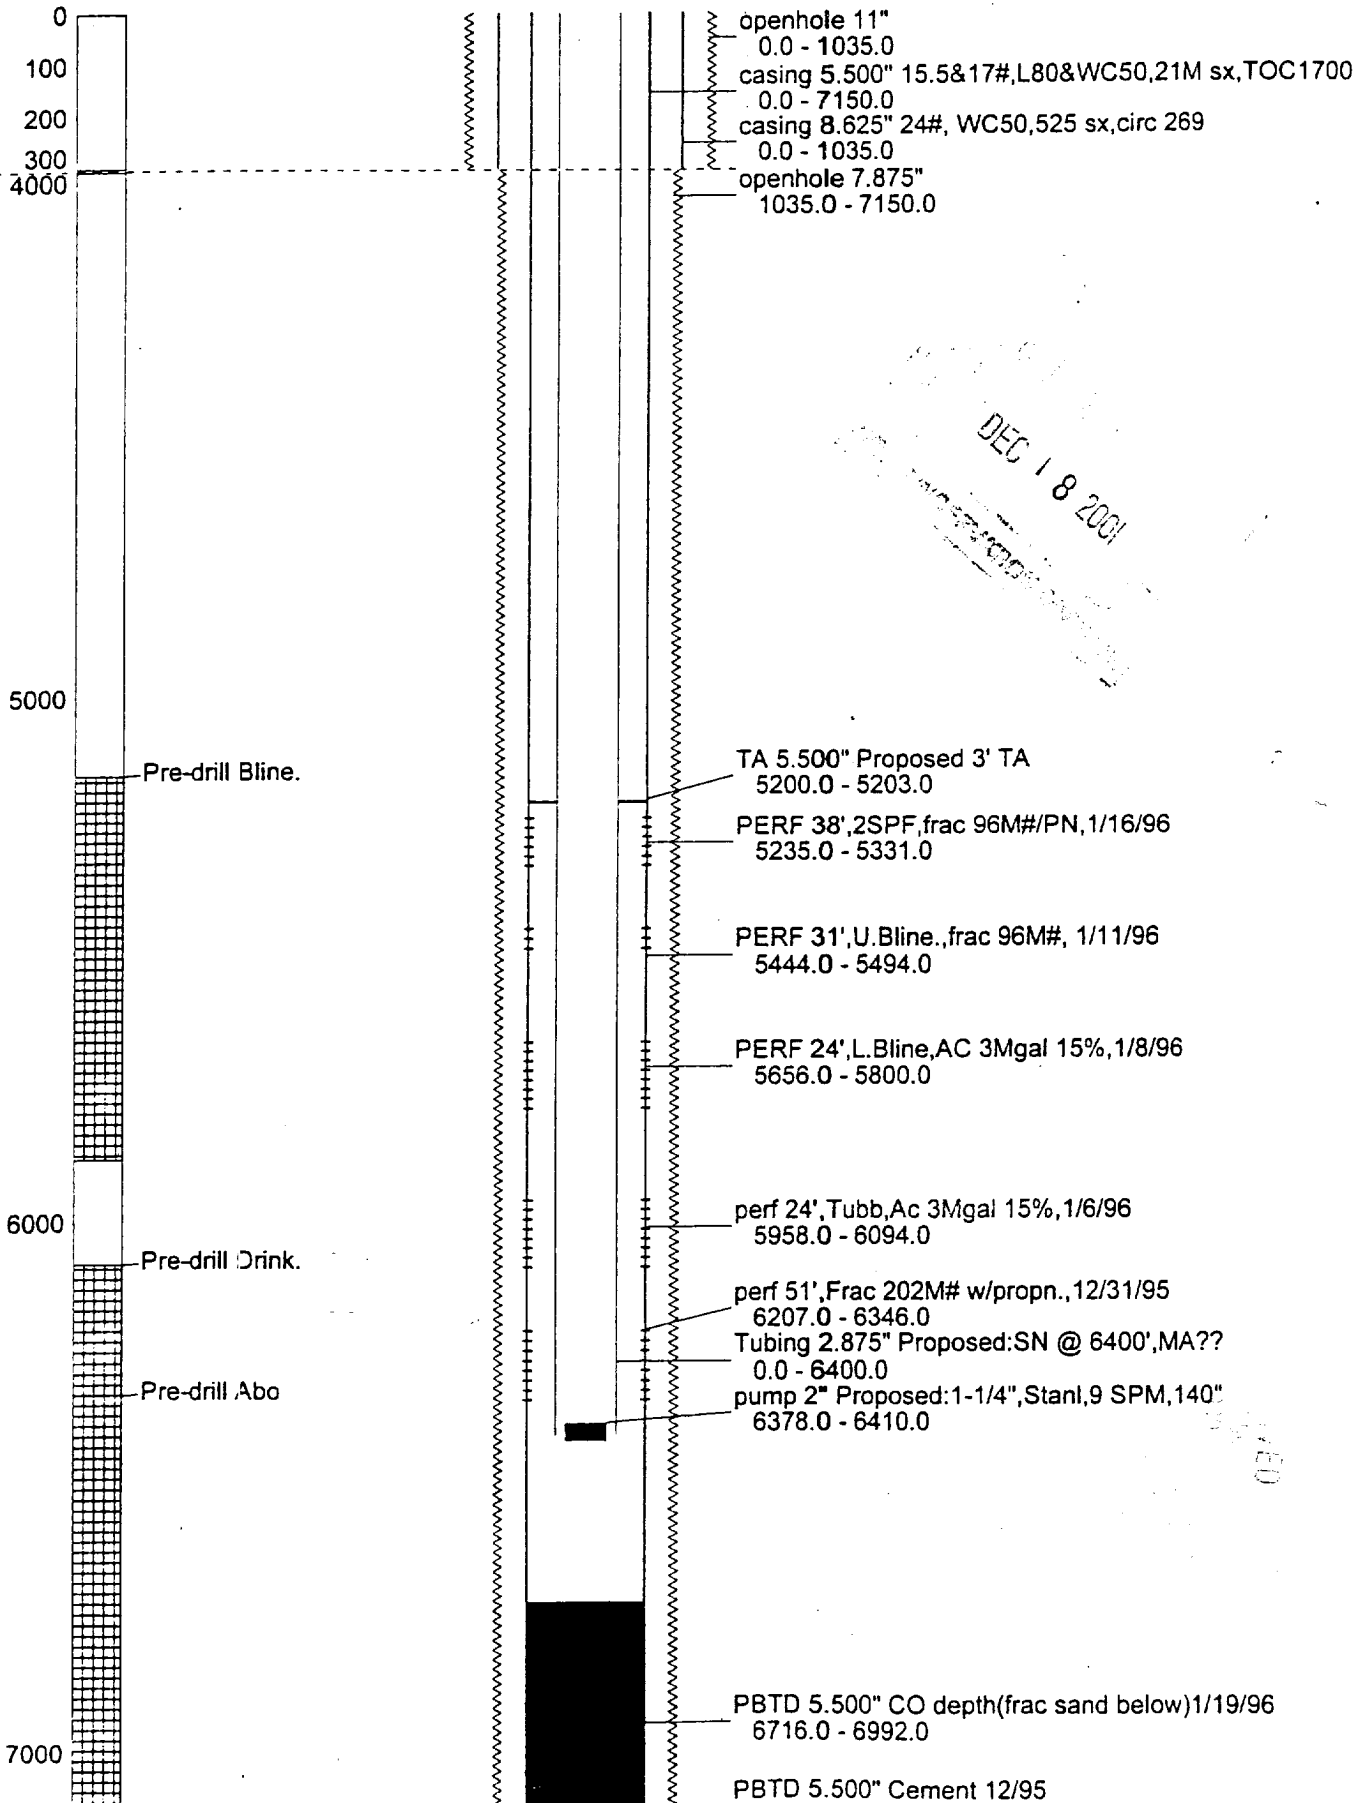 0
100
200
300
4000
5000
6000
7000
openhole 11"
0.0 - 1035.0
casing 5.500" 15.5&17#,L80&WC50,21M sx,TOC1700
0.0 - 7150.0
casing 8.625" 24#, WC50,525 sx,circ 269
0.0 - 1035.0
openhole 7.875"
1035.0 - 7150.0
DEC 18 2001
Pre-drill Bline.
TA 5.500" Proposed 3' TA
5200.0 - 5203.0
PERF 38',2SPF,frac 96M#/PN,1/16/96
5235.0 - 5331.0
PERF 31',U.Bline.,frac 96M#, 1/11/96
5444.0 - 5494.0
PERF 24',L.Bline,AC 3Mgal 15%,1/8/96
5656.0 - 5800.0
perf 24',Tubb,Ac 3Mgal 15%,1/6/96
5958.0 - 6094.0
Pre-drill Drink.
perf 51',Frac 202M# w/propn.,12/31/95
6207.0 - 6346.0
Tubing 2.875" Proposed:SN @ 6400',MA??
0.0 - 6400.0
Pre-drill Abo
pump 2" Proposed:1-1/4",Stanl,9 SPM,140"
6378.0 - 6410.0
PBTD 5.500" CO depth(frac sand below)1/19/96
6716.0 - 6992.0
PBTD 5.500" Cement 12/95